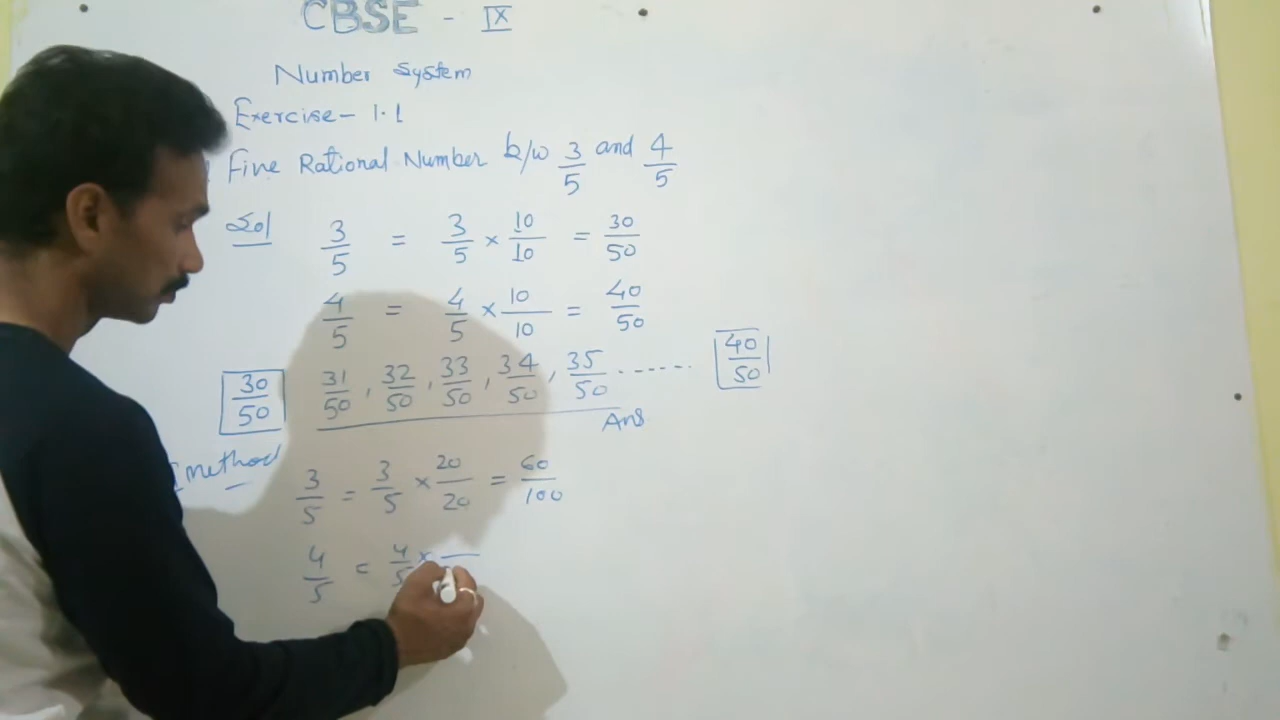 CBSE - IX
Number System
Exercise - 1.1
Five Rational Number b/w 3/5 and 4/5
Sol 3/5 = 3/5 × 10/10 = 30/50
4/5 = 4/5 × 10/10 = 40/50
30/50 31/50, 32/50, 33/50, 34/50, 35/50 ...... 40/50
Ans
method
3/5 = 3/5 × 20/20 = 60/100
4/5 = 4/5 ×